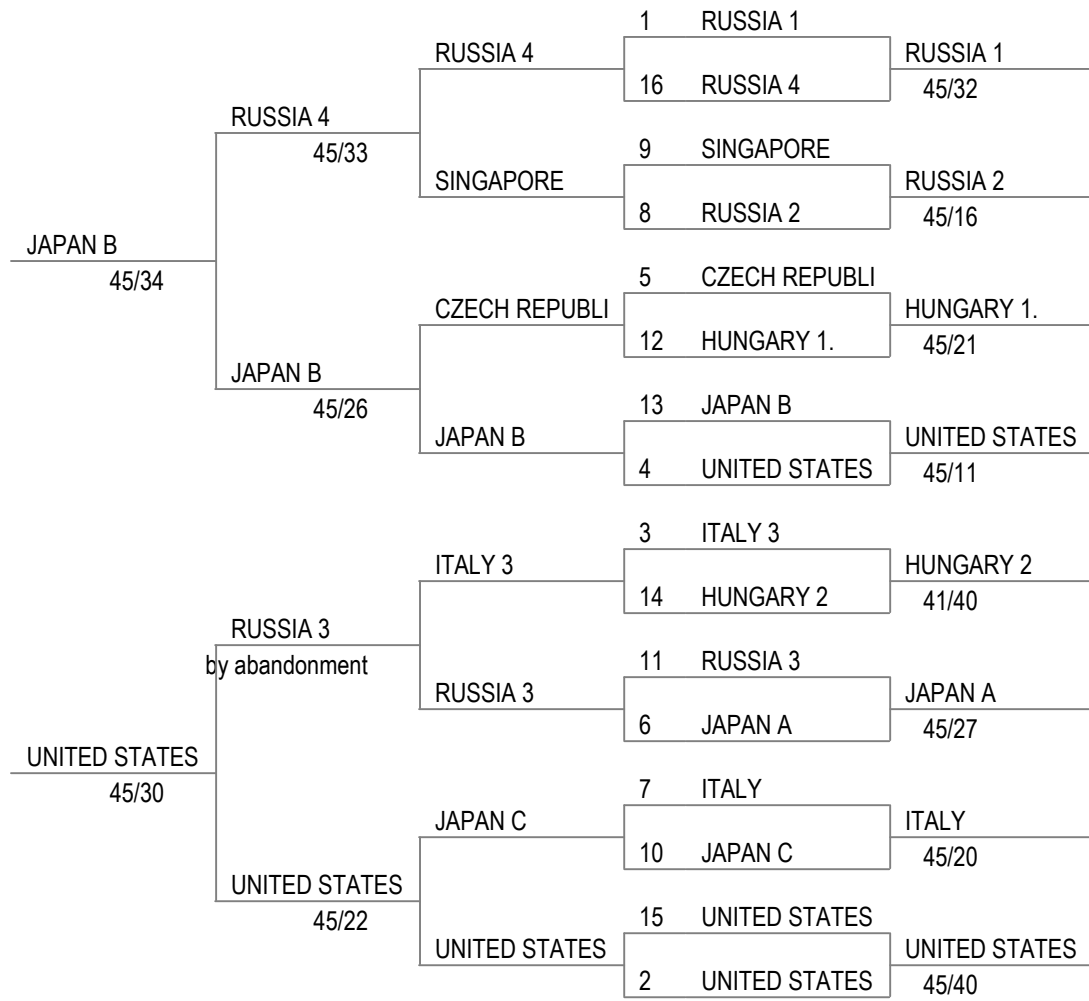 1 RUSSIA 1
RUSSIA 4 RUSSIA 1
16 RUSSIA 4 45/32
RUSSIA 4
45/33 9 SINGAPORE
SINGAPORE RUSSIA 2
8 RUSSIA 2 45/16
JAPAN B
45/34 5 CZECH REPUBLI
CZECH REPUBLI HUNGARY 1.
12 HUNGARY 1. 45/21
JAPAN B
45/26 13 JAPAN B
JAPAN B UNITED STATES
4 UNITED STATES 45/11
3 ITALY 3
ITALY 3 HUNGARY 2
14 HUNGARY 2 41/40
RUSSIA 3
by abandonment 11 RUSSIA 3
RUSSIA 3 JAPAN A
6 JAPAN A 45/27
UNITED STATES
45/30 7 ITALY
JAPAN C ITALY
10 JAPAN C 45/20
UNITED STATES
45/22 15 UNITED STATES
UNITED STATES UNITED STATES
2 UNITED STATES 45/40